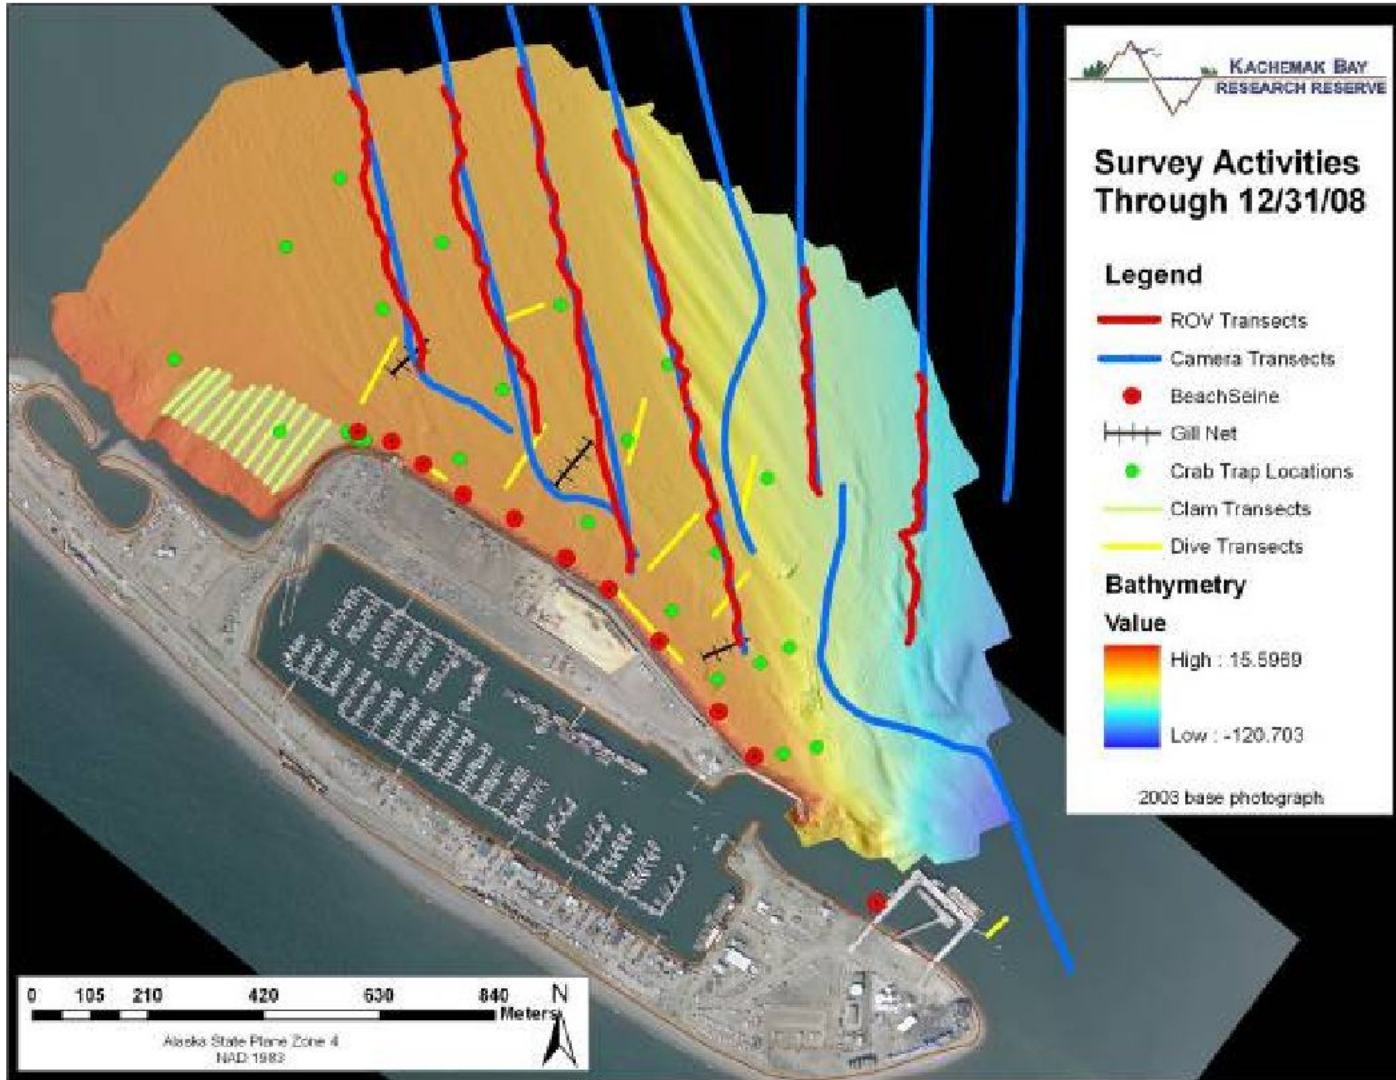 KACHEMAK BAY
RESEARCH RESERVE
Survey Activities
Through 12/31/08
Legend
ROV Transects
Camera Transects
BeachSeine
Gill Net
Crab Trap Locations
Clam Transects
Dive Transects
Bathymetry
Value
High : 15.5969
Low : -120.703
2003 base photograph
0 105 210 420 630 840 N
Meters
Alaska State Plane Zone 4
NAD 1983